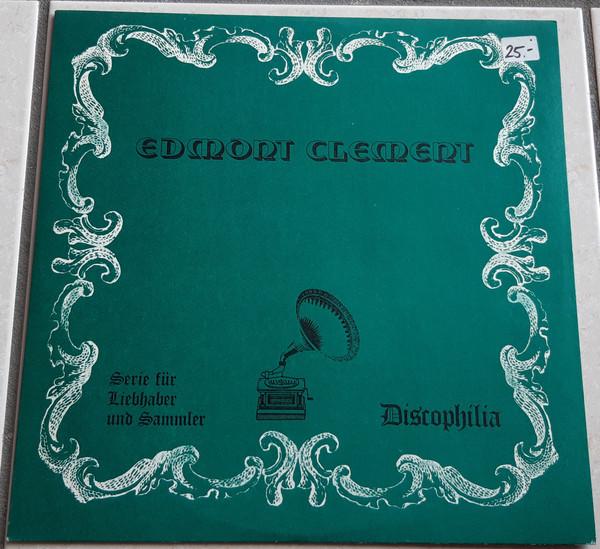 25.-
EDMONT CLEMENT
Serie für
Liebhaber
und Sammler
Discophilia